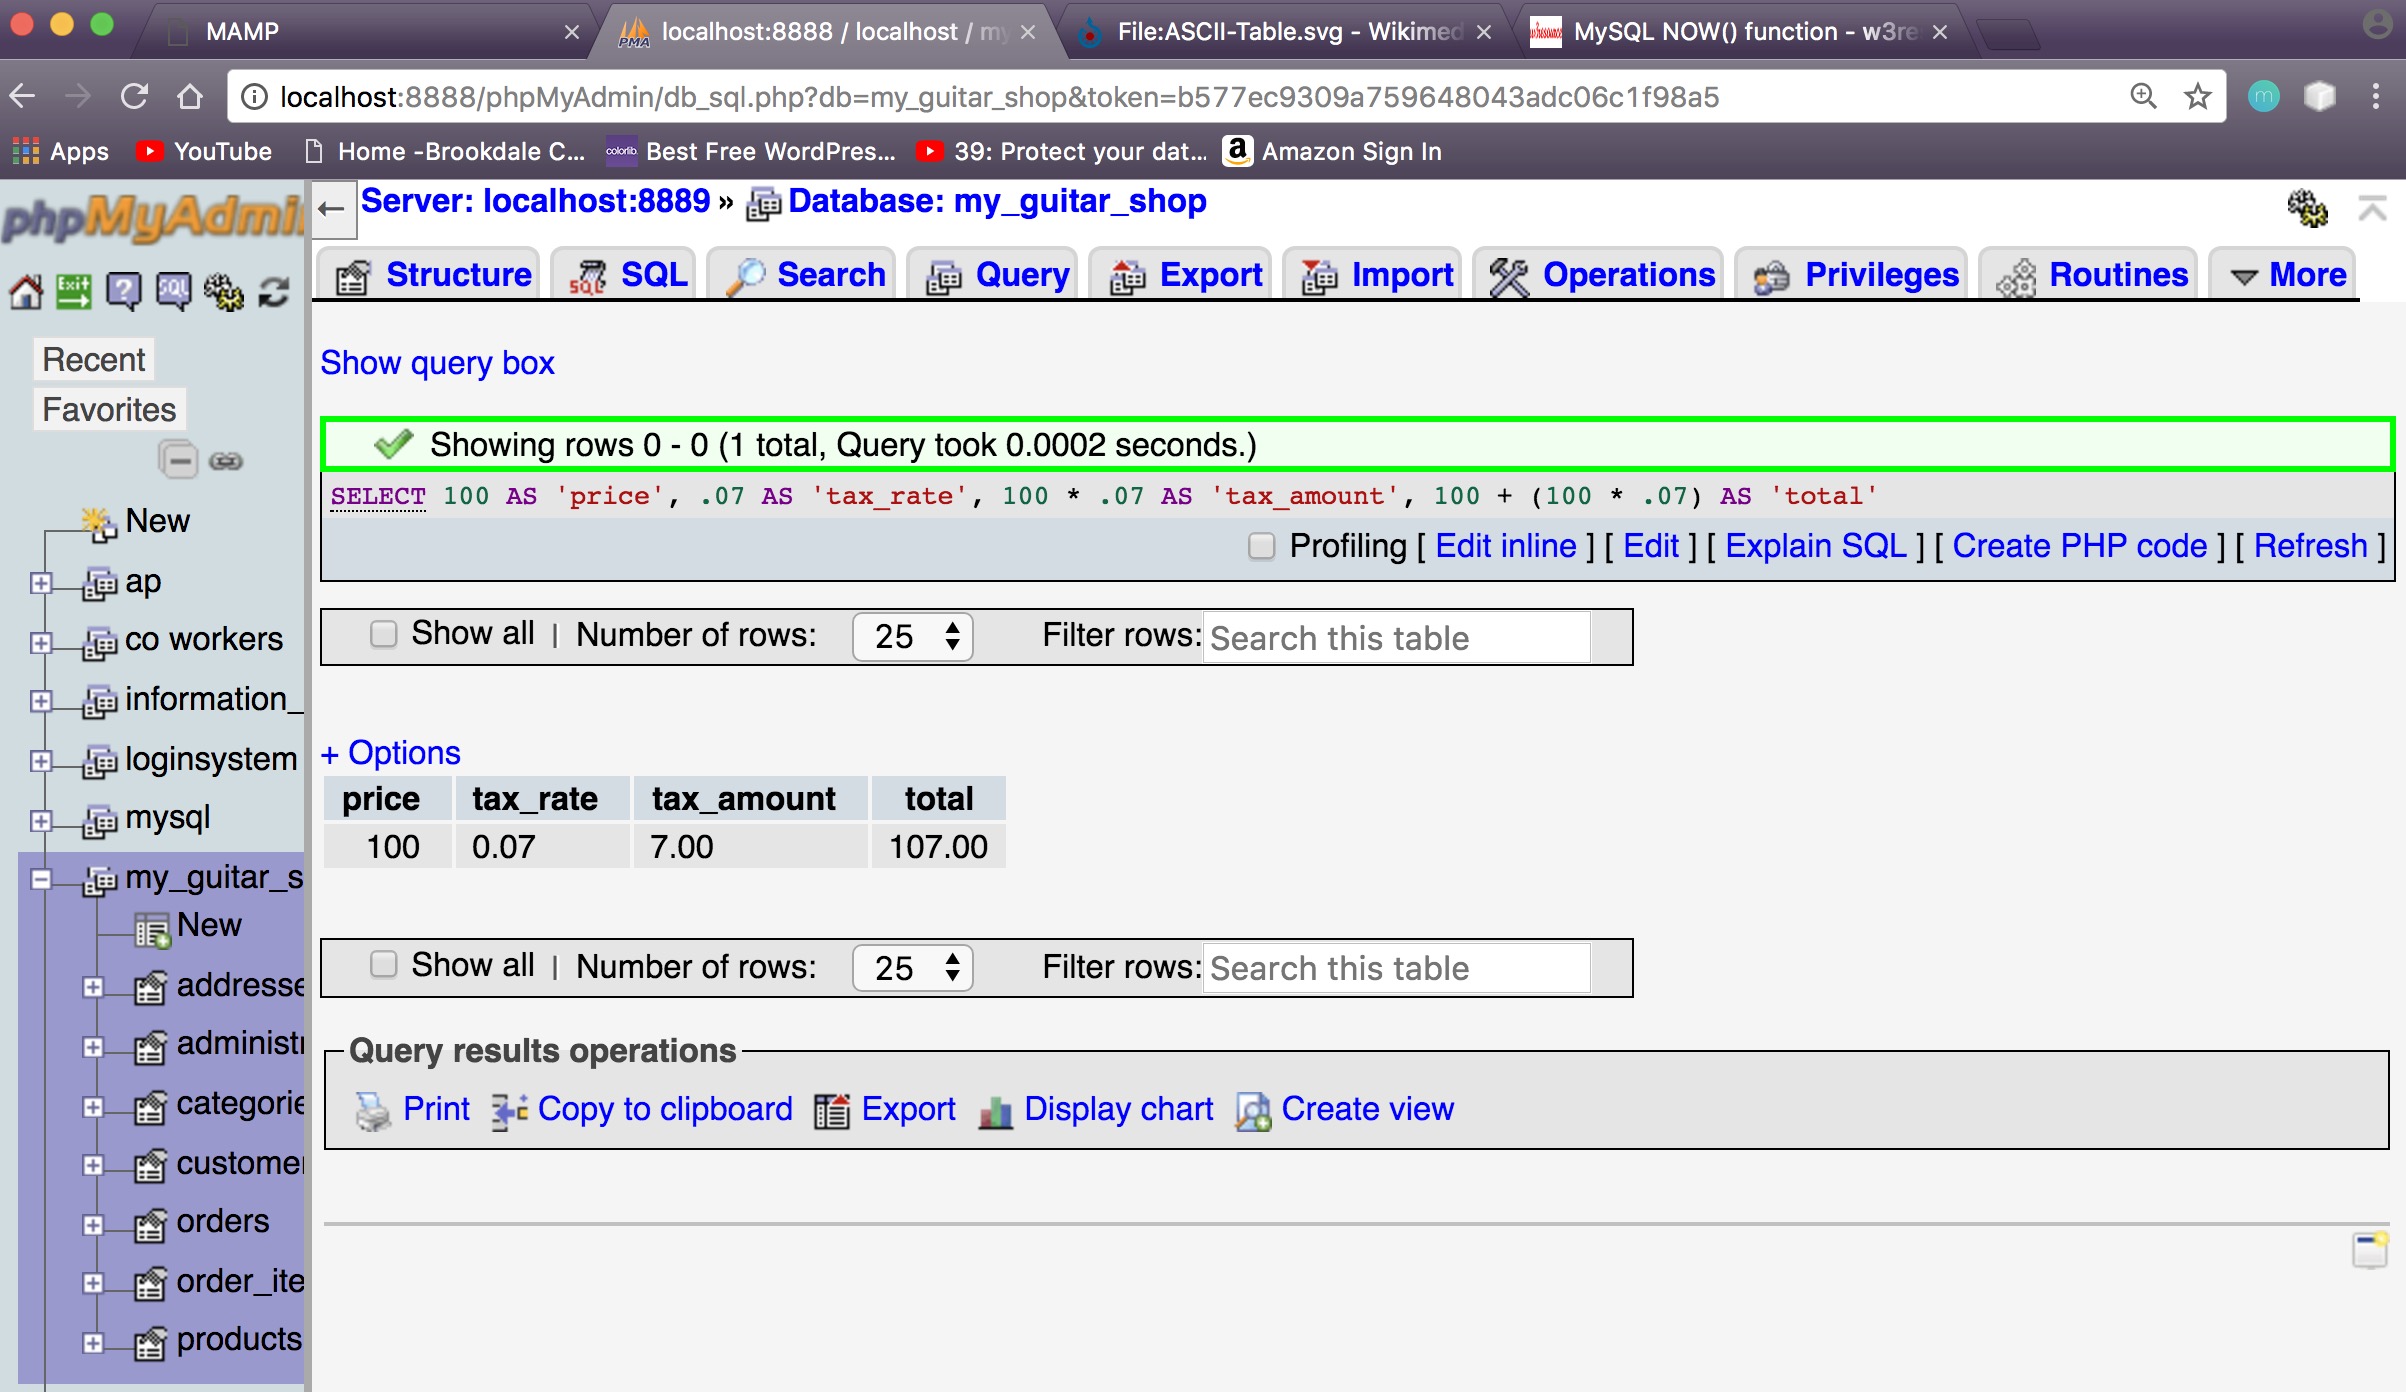 MAMP
localhost:8888 / localhost / my
File:ASCII-Table.svg - Wikimed
MySQL NOW() function - w3re
localhost:8888/phpMyAdmin/db_sql.php?db=my_guitar_shop&token=b577ec9309a759648043adc06c1f98a5
m
Apps YouTube Home -Brookdale C... colorlib. Best Free WordPres... 39: Protect your dat... a Amazon Sign In
phpMyAdmi
Server: localhost:8889 » Database: my_guitar_shop
Structure SQL Search Query Export Import Operations Privileges Routines More
Exit SQL
Recent
Favorites
New
ap
co workers
information_
loginsystem
mysql
my_guitar_s
New
addresse
administr
categorie
customer
orders
order_ite
products
Show query box
Showing rows 0 - 0 (1 total, Query took 0.0002 seconds.)
SELECT 100 AS 'price', .07 AS 'tax_rate', 100 * .07 AS 'tax_amount', 100 + (100 * .07) AS 'total'
Profiling [ Edit inline ] [ Edit ] [ Explain SQL ] [ Create PHP code ] [ Refresh ]
Show all | Number of rows: 25 Filter rows: Search this table
+ Options
price tax_rate tax_amount total
100 0.07 7.00 107.00
Show all | Number of rows: 25 Filter rows: Search this table
Query results operations
Print Copy to clipboard Export Display chart Create view